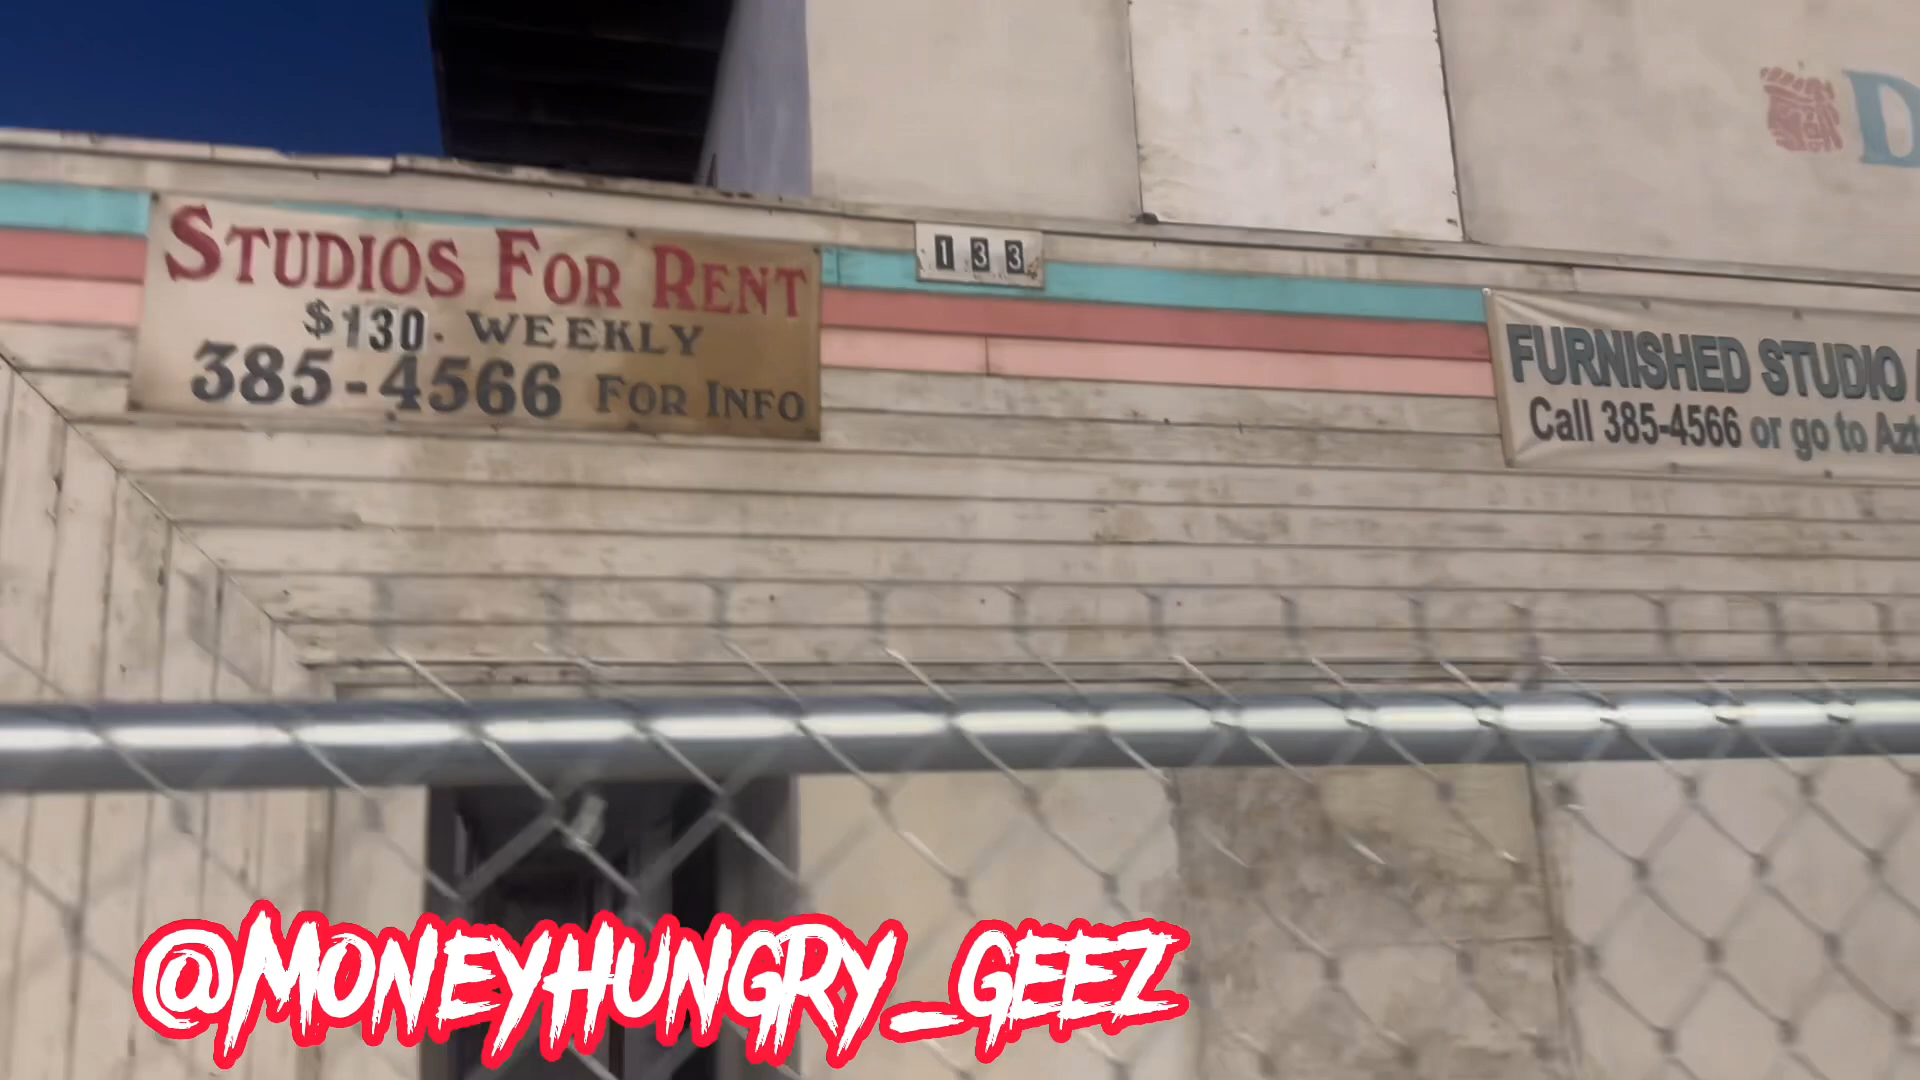 STUDIOS FOR RENT
$130. WEEKLY
385-4566 FOR INFO
133
D
FURNISHED STUDIO
Call 385-4566 or go to
@MONEYHUNGRY_GEEZ